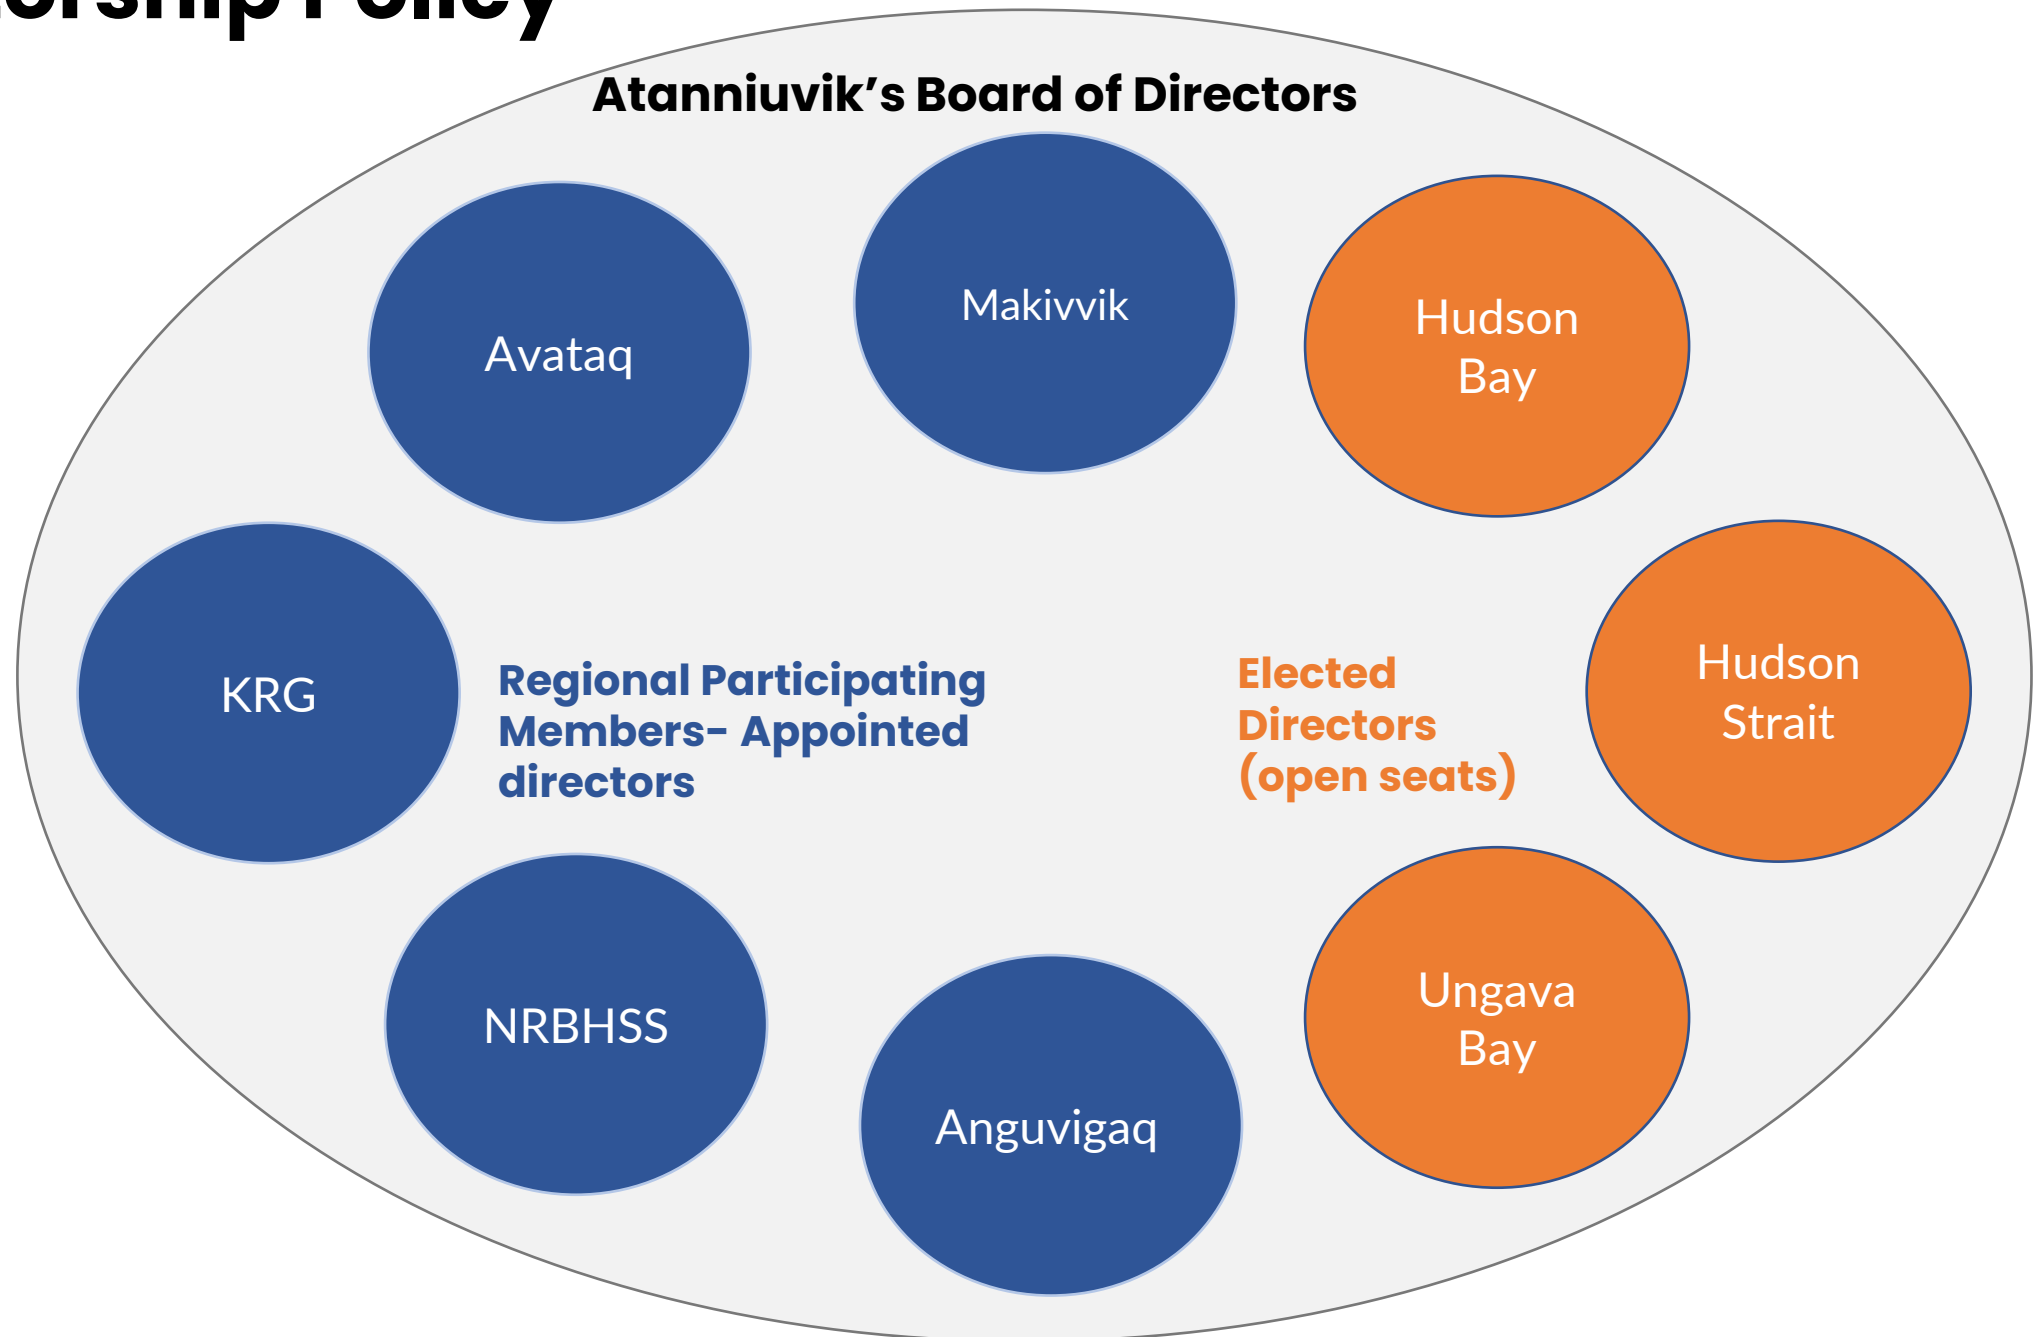 Policy
Atanniuvik’s Board of Directors
Makivvik
Avataq
Hudson
Bay
KRG
Regional Participating
Members- Appointed
directors
Elected
Directors
(open seats)
Hudson
Strait
NRBHSS
Anguvigaq
Ungava
Bay